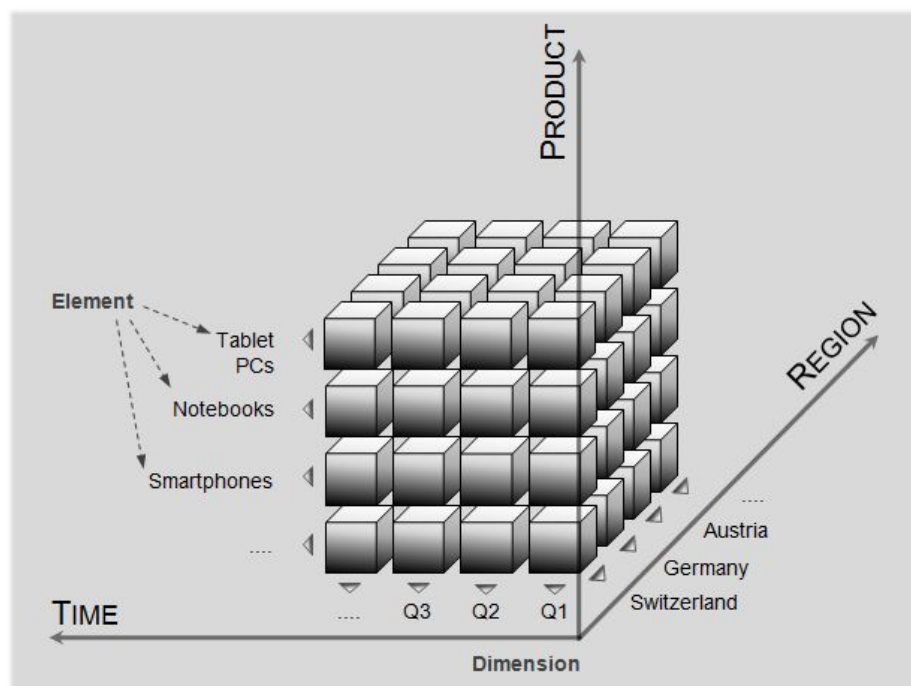 PRODUCT
Element
Tablet
PCs
Notebooks
Smartphones
....
REGION
....
Austria
Germany
Switzerland
.... Q3 Q2 Q1
TIME
Dimension